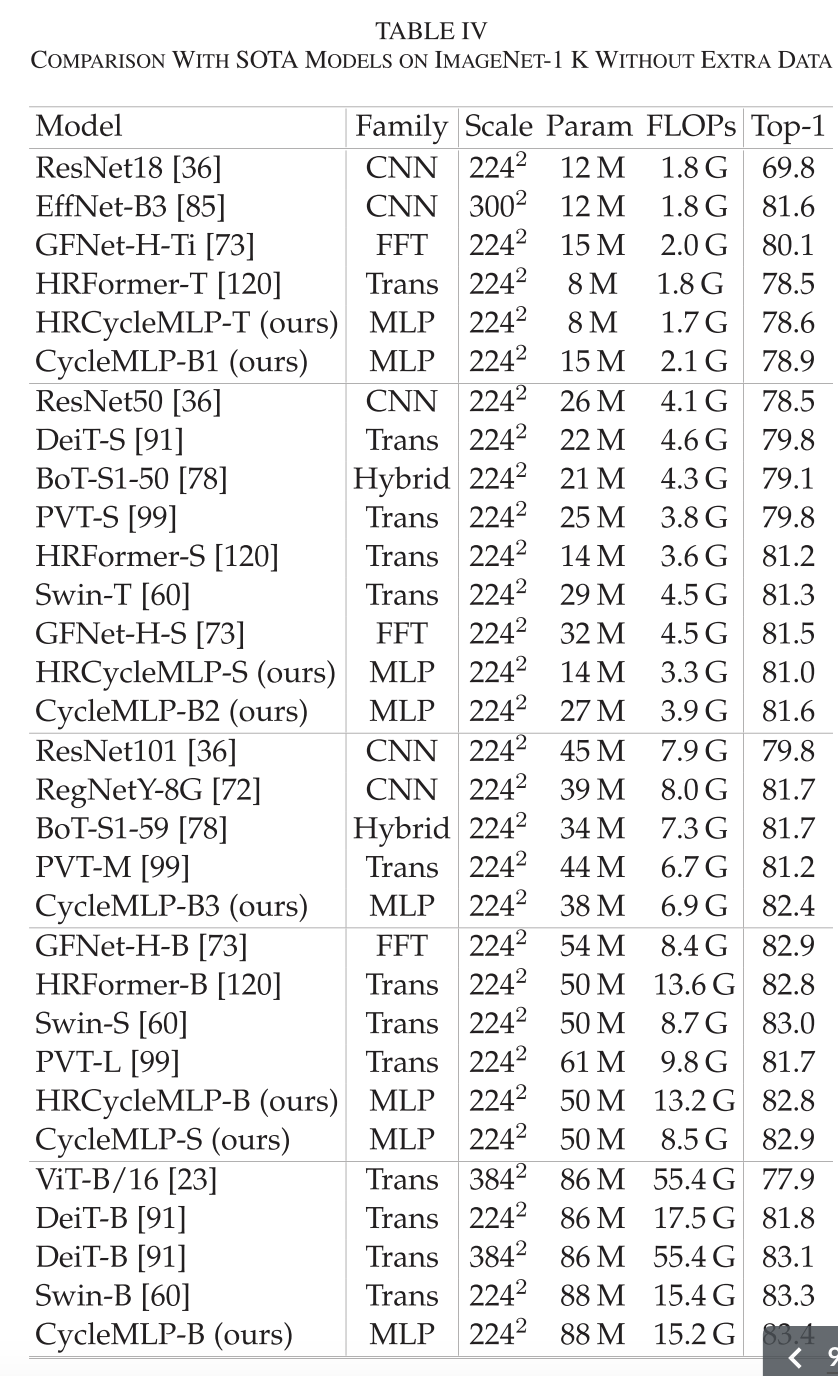 TABLE IV
COMPARISON WITH SOTA MODELS ON IMAGENET-1 K WITHOUT EXTRA DATA
Model Family Scale Param FLOPs Top-1
ResNet18 [36] CNN 224² 12 M 1.8 G 69.8
EffNet-B3 [85] CNN 300² 12 M 1.8 G 81.6
GFNet-H-Ti [73] FFT 224² 15 M 2.0 G 80.1
HRFormer-T [120] Trans 224² 8 M 1.8 G 78.5
HRCycleMLP-T (ours) MLP 224² 8 M 1.7 G 78.6
CycleMLP-B1 (ours) MLP 224² 15 M 2.1 G 78.9
ResNet50 [36] CNN 224² 26 M 4.1 G 78.5
DeiT-S [91] Trans 224² 22 M 4.6 G 79.8
BoT-S1-50 [78] Hybrid 224² 21 M 4.3 G 79.1
PVT-S [99] Trans 224² 25 M 3.8 G 79.8
HRFormer-S [120] Trans 224² 14 M 3.6 G 81.2
Swin-T [60] Trans 224² 29 M 4.5 G 81.3
GFNet-H-S [73] FFT 224² 32 M 4.5 G 81.5
HRCycleMLP-S (ours) MLP 224² 14 M 3.3 G 81.0
CycleMLP-B2 (ours) MLP 224² 27 M 3.9 G 81.6
ResNet101 [36] CNN 224² 45 M 7.9 G 79.8
RegNetY-8G [72] CNN 224² 39 M 8.0 G 81.7
BoT-S1-59 [78] Hybrid 224² 34 M 7.3 G 81.7
PVT-M [99] Trans 224² 44 M 6.7 G 81.2
CycleMLP-B3 (ours) MLP 224² 38 M 6.9 G 82.4
GFNet-H-B [73] FFT 224² 54 M 8.4 G 82.9
HRFormer-B [120] Trans 224² 50 M 13.6 G 82.8
Swin-S [60] Trans 224² 50 M 8.7 G 83.0
PVT-L [99] Trans 224² 61 M 9.8 G 81.7
HRCycleMLP-B (ours) MLP 224² 50 M 13.2 G 82.8
CycleMLP-S (ours) MLP 224² 50 M 8.5 G 82.9
ViT-B/16 [23] Trans 384² 86 M 55.4 G 77.9
DeiT-B [91] Trans 224² 86 M 17.5 G 81.8
DeiT-B [91] Trans 384² 86 M 55.4 G 83.1
Swin-B [60] Trans 224² 88 M 15.4 G 83.3
CycleMLP-B (ours) MLP 224² 88 M 15.2 G 83.4